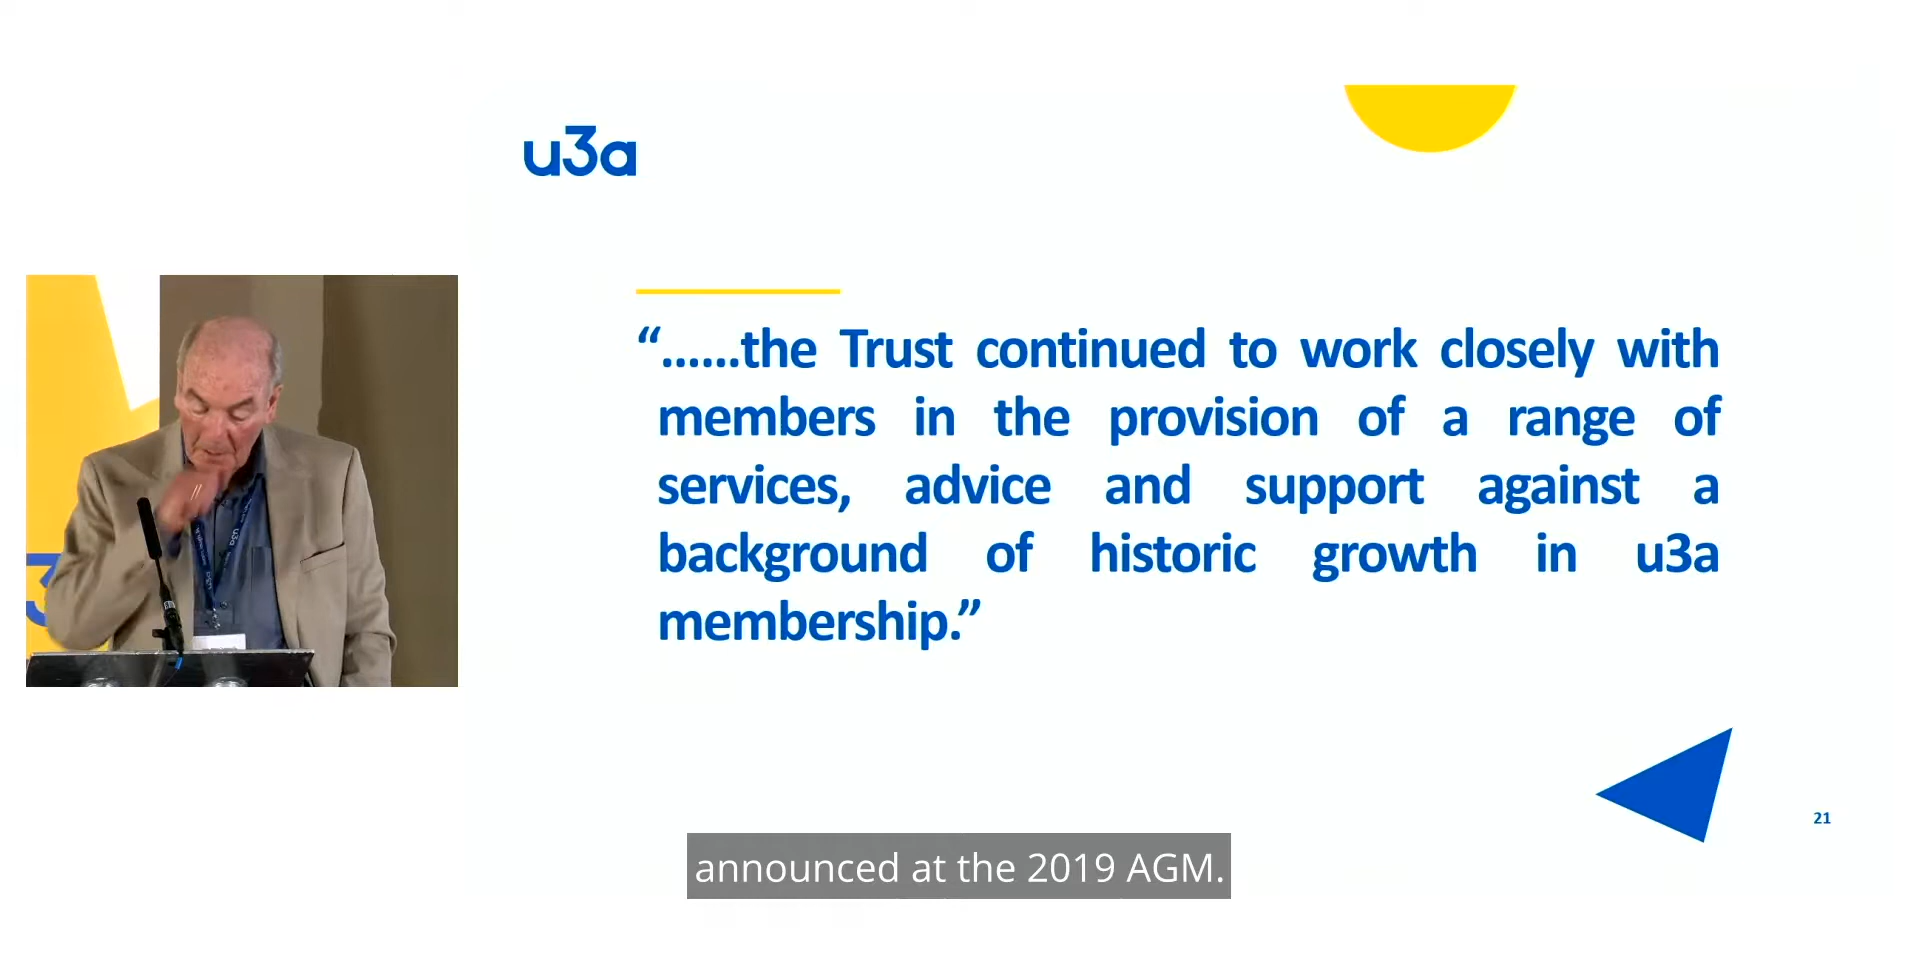 u3a
“......the Trust continued to work closely with
members in the provision of a range of
services, advice and support against a
background of historic growth in u3a
membership.”
21
announced at the 2019 AGM.